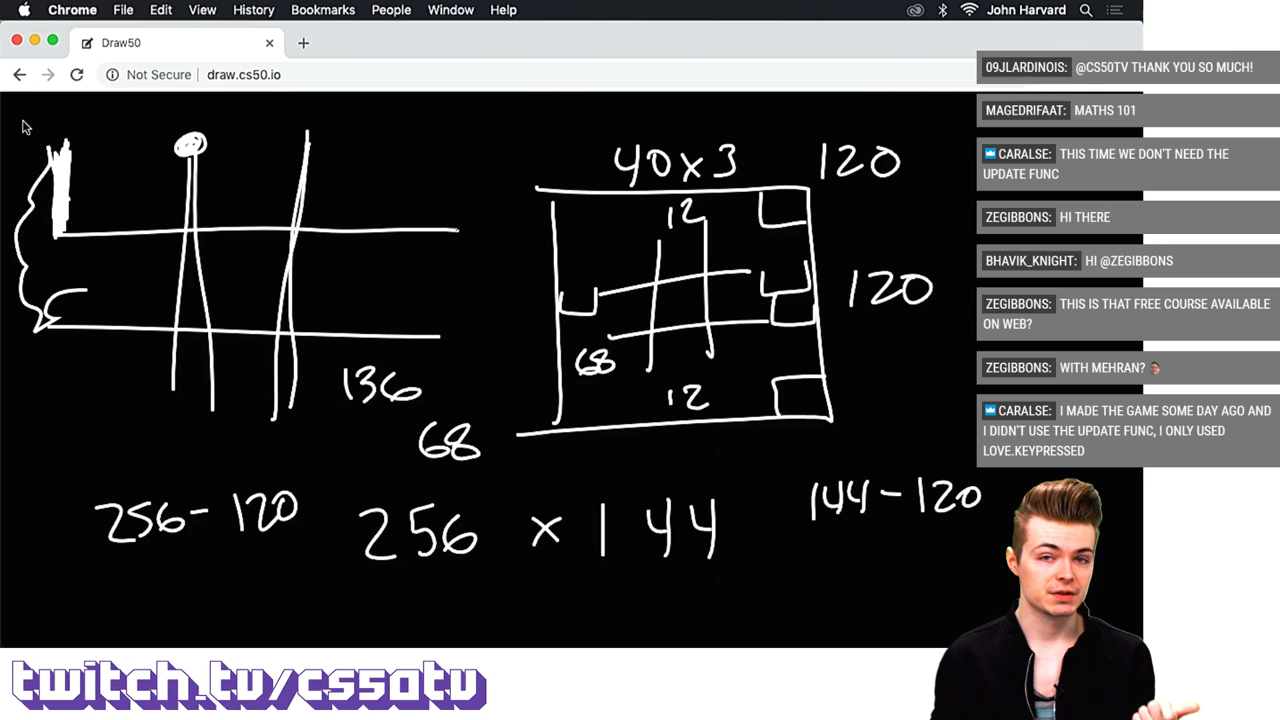 Chrome File Edit View History Bookmarks People Window Help John Harvard
Draw50
Not Secure draw.cs50.io
09JLARDINOIS: @CS50TV THANK YOU SO MUCH!
MAGEDRIFAAT: MATHS 101
CARALSE: THIS TIME WE DON'T NEED THE
UPDATE FUNC
ZEGIBBONS: HI THERE
BHAVIK_KNIGHT: HI @ZEGIBBONS
ZEGIBBONS: THIS IS THAT FREE COURSE AVAILABLE
ON WEB?
ZEGIBBONS: WITH MEHRAN?
CARALSE: I MADE THE GAME SOME DAY AGO AND
I DIDN'T USE THE UPDATE FUNC, I ONLY USED
LOVE.KEYPRESSED
40 x 3 120
12
120
68
136
12
68
256 - 120
256 x 144
144 - 120
twitch.tv/cs50tv